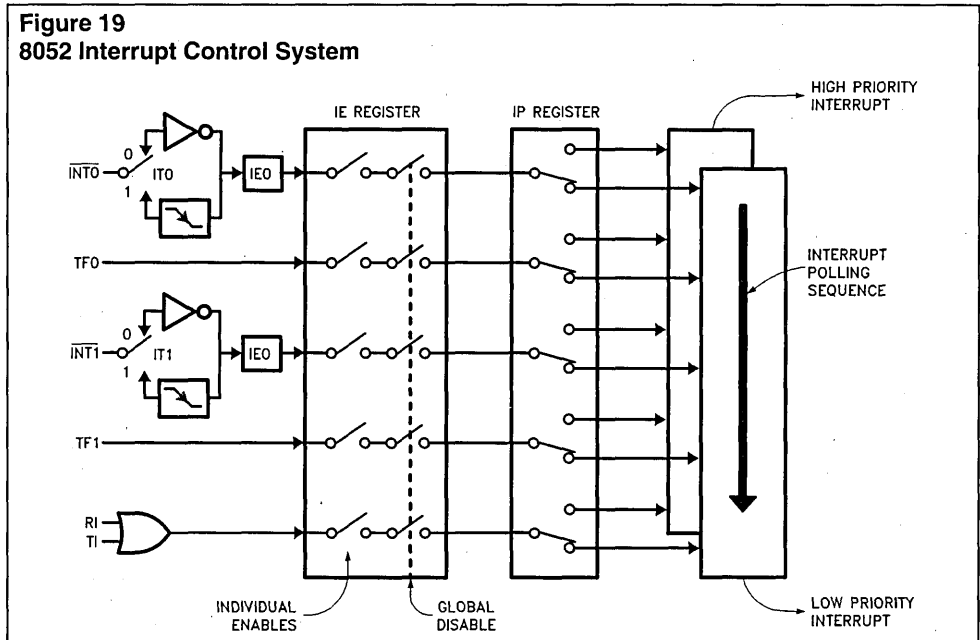 Figure 19
8052 Interrupt Control System
HIGH PRIORITY
INTERRUPT
IE REGISTER
IP REGISTER
INT0
0
1
IT0
IE0
TF0
INTERRUPT
POLLING
SEQUENCE
INT1
0
1
IT1
IE0
TF1
RI
TI
INDIVIDUAL
ENABLES
GLOBAL
DISABLE
LOW PRIORITY
INTERRUPT